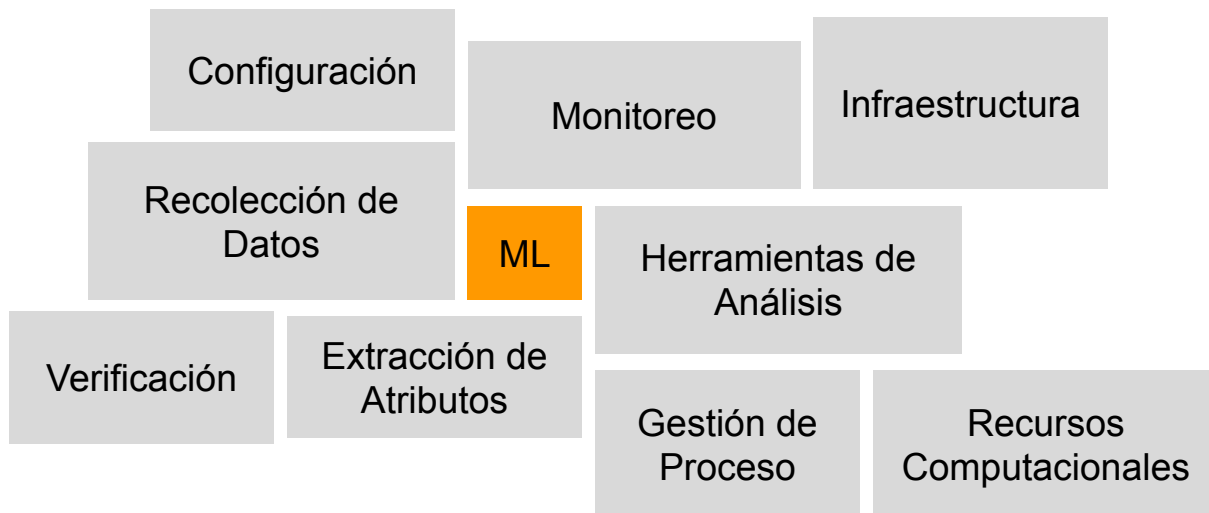 Configuración
Monitoreo
Infraestructura
Recolección de
Datos
ML
Herramientas de
Análisis
Verificación
Extracción de
Atributos
Gestión de
Proceso
Recursos
Computacionales